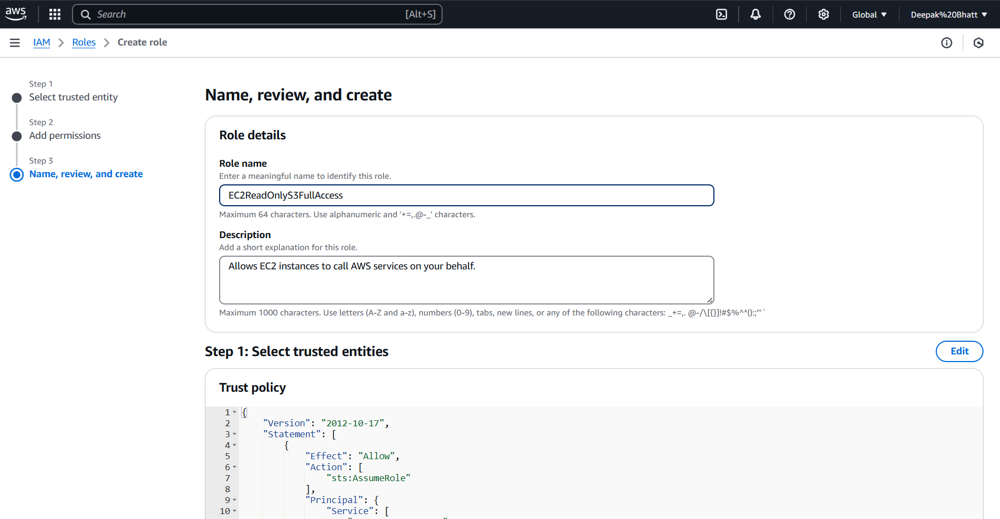 aws
Search [Alt+S]
Global
Deepak%20Bhatt
IAM
Roles
Create role
Step 1
Select trusted entity
Step 2
Add permissions
Step 3
Name, review, and create
Name, review, and create
Role details
Role name
Enter a meaningful name to identify this role.
EC2ReadOnlyS3FullAccess
Maximum 64 characters. Use alphanumeric and '+=,.@-_' characters.
Description
Add a short explanation for this role.
Allows EC2 instances to call AWS services on your behalf.
Maximum 1000 characters. Use letters (A-Z and a-z), numbers (0-9), tabs, new lines, or any of the following characters: _+=,. @-/\[{}]!#$%^*():;"'`
Step 1: Select trusted entities
Edit
Trust policy
1 {
2 "Version": "2012-10-17",
3 "Statement": [
4 {
5 "Effect": "Allow",
6 "Action": [
7 "sts:AssumeRole"
8 ],
9 "Principal": {
10 "Service": [